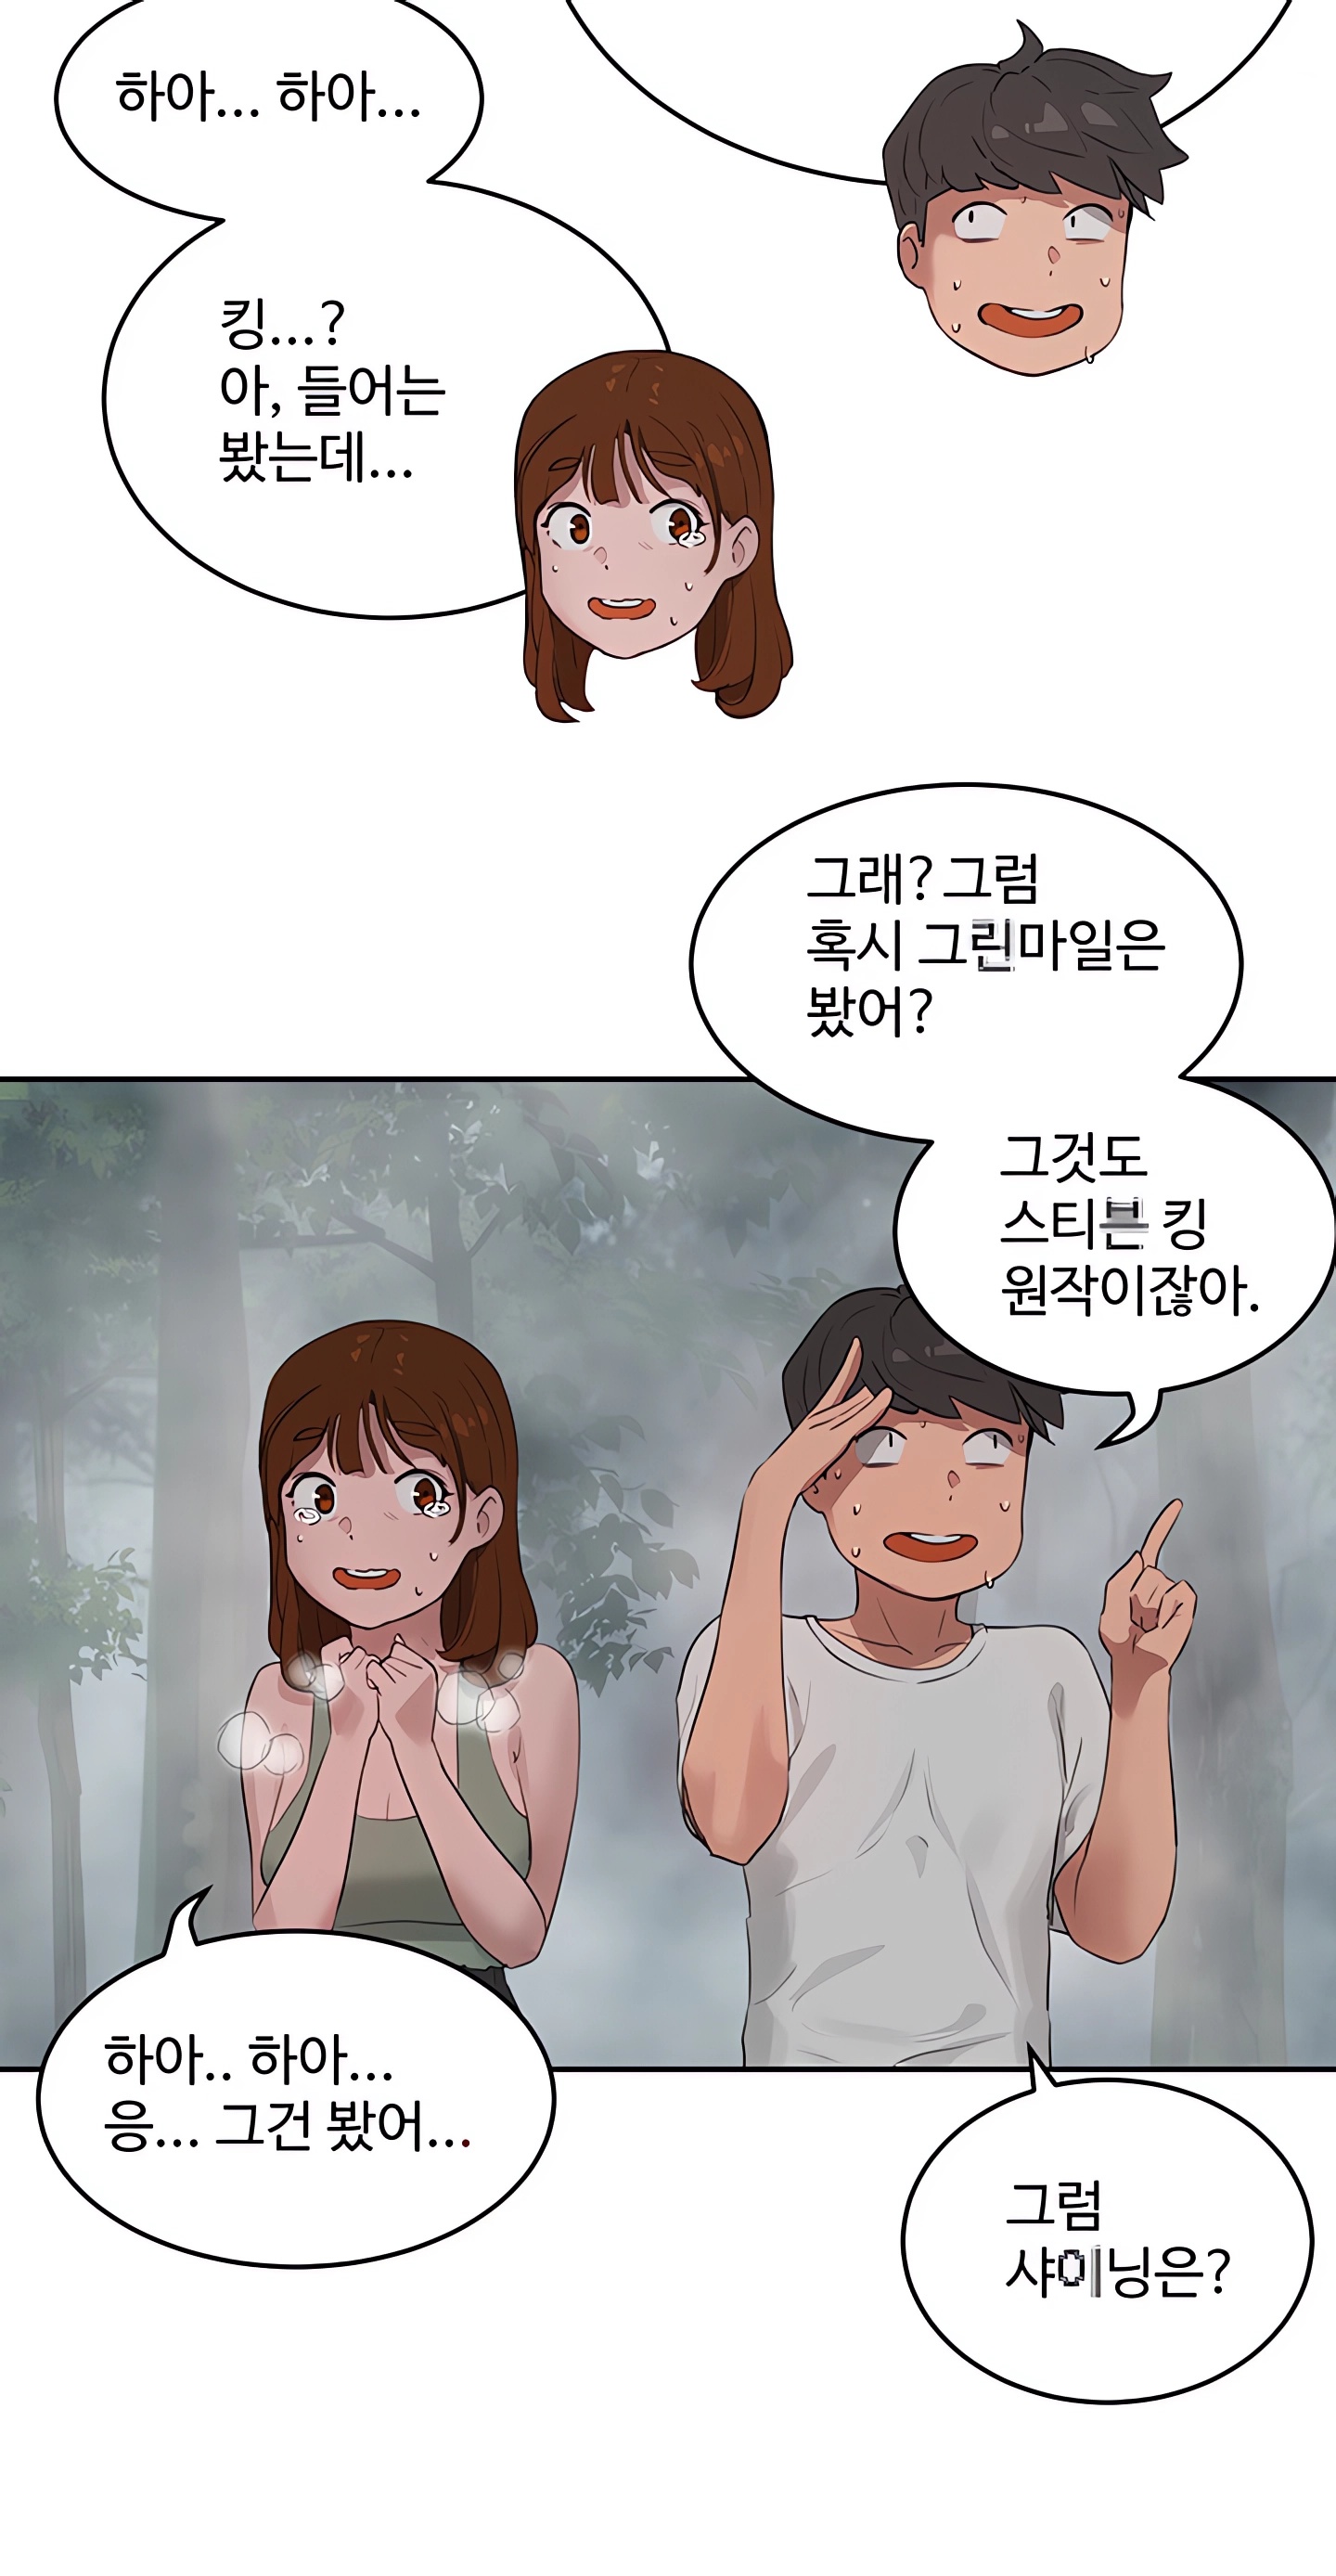 하아... 하아...
킹...?
아, 들어는
봤는데...
그래? 그럼
혹시 그린마일은
봤어?
그것도
스티븐 킹
원작이잖아.
하아.. 하아...
응... 그건 봤어...
그럼
샤이닝은?